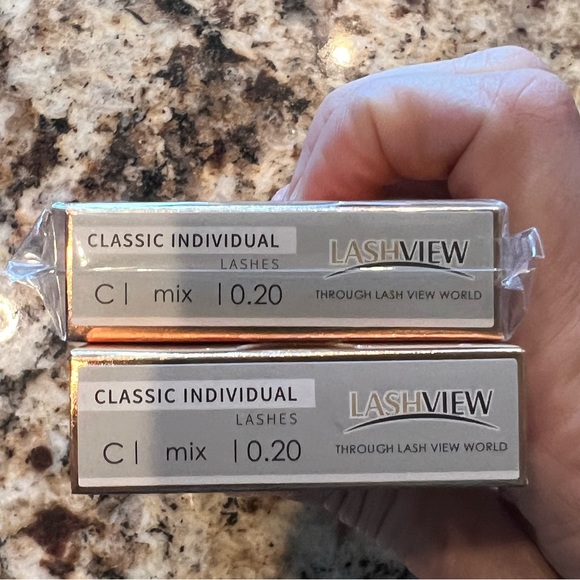 CLASSIC INDIVIDUAL
LASHES
C | mix | 0.20
LASHVIEW
THROUGH LASH VIEW WORLD
CLASSIC INDIVIDUAL
LASHES
C | mix | 0.20
LASHVIEW
THROUGH LASH VIEW WORLD